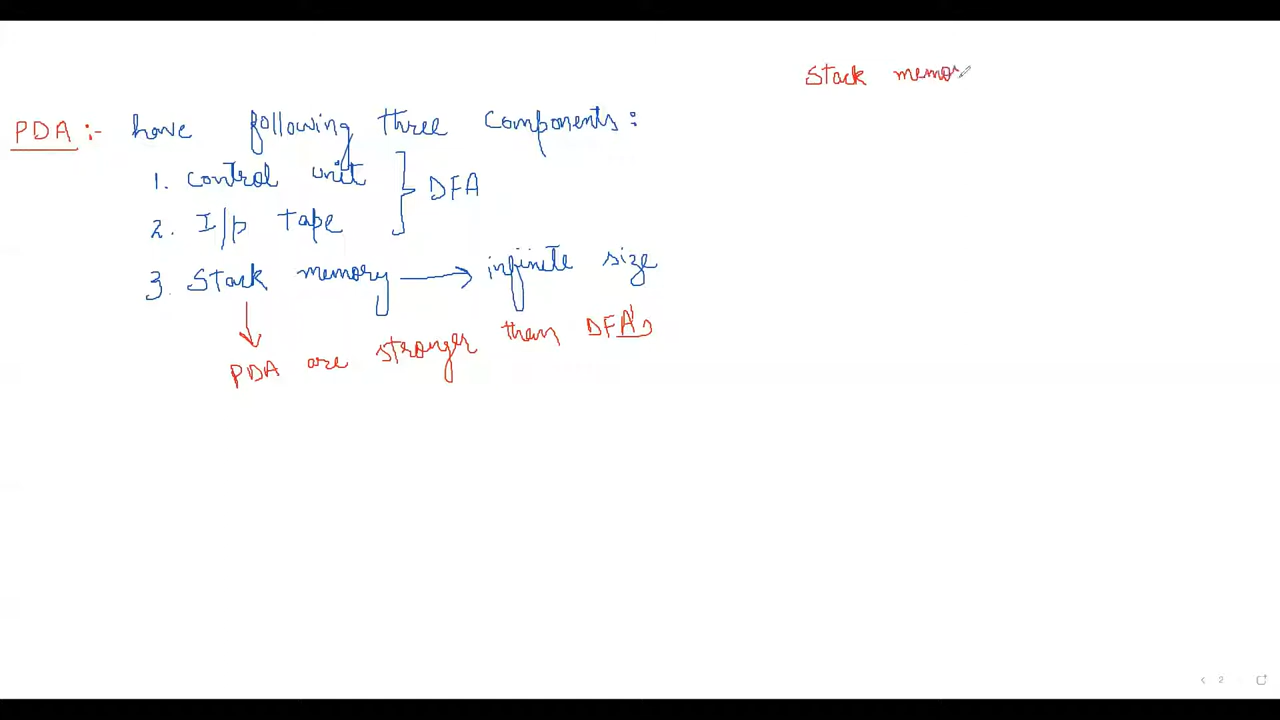 Stack memor
PDA :- have following three components :
1. control unit } DFA
2. I/p tape
3. Stack memory → infinite size
PDA are stronger than DFA's
2